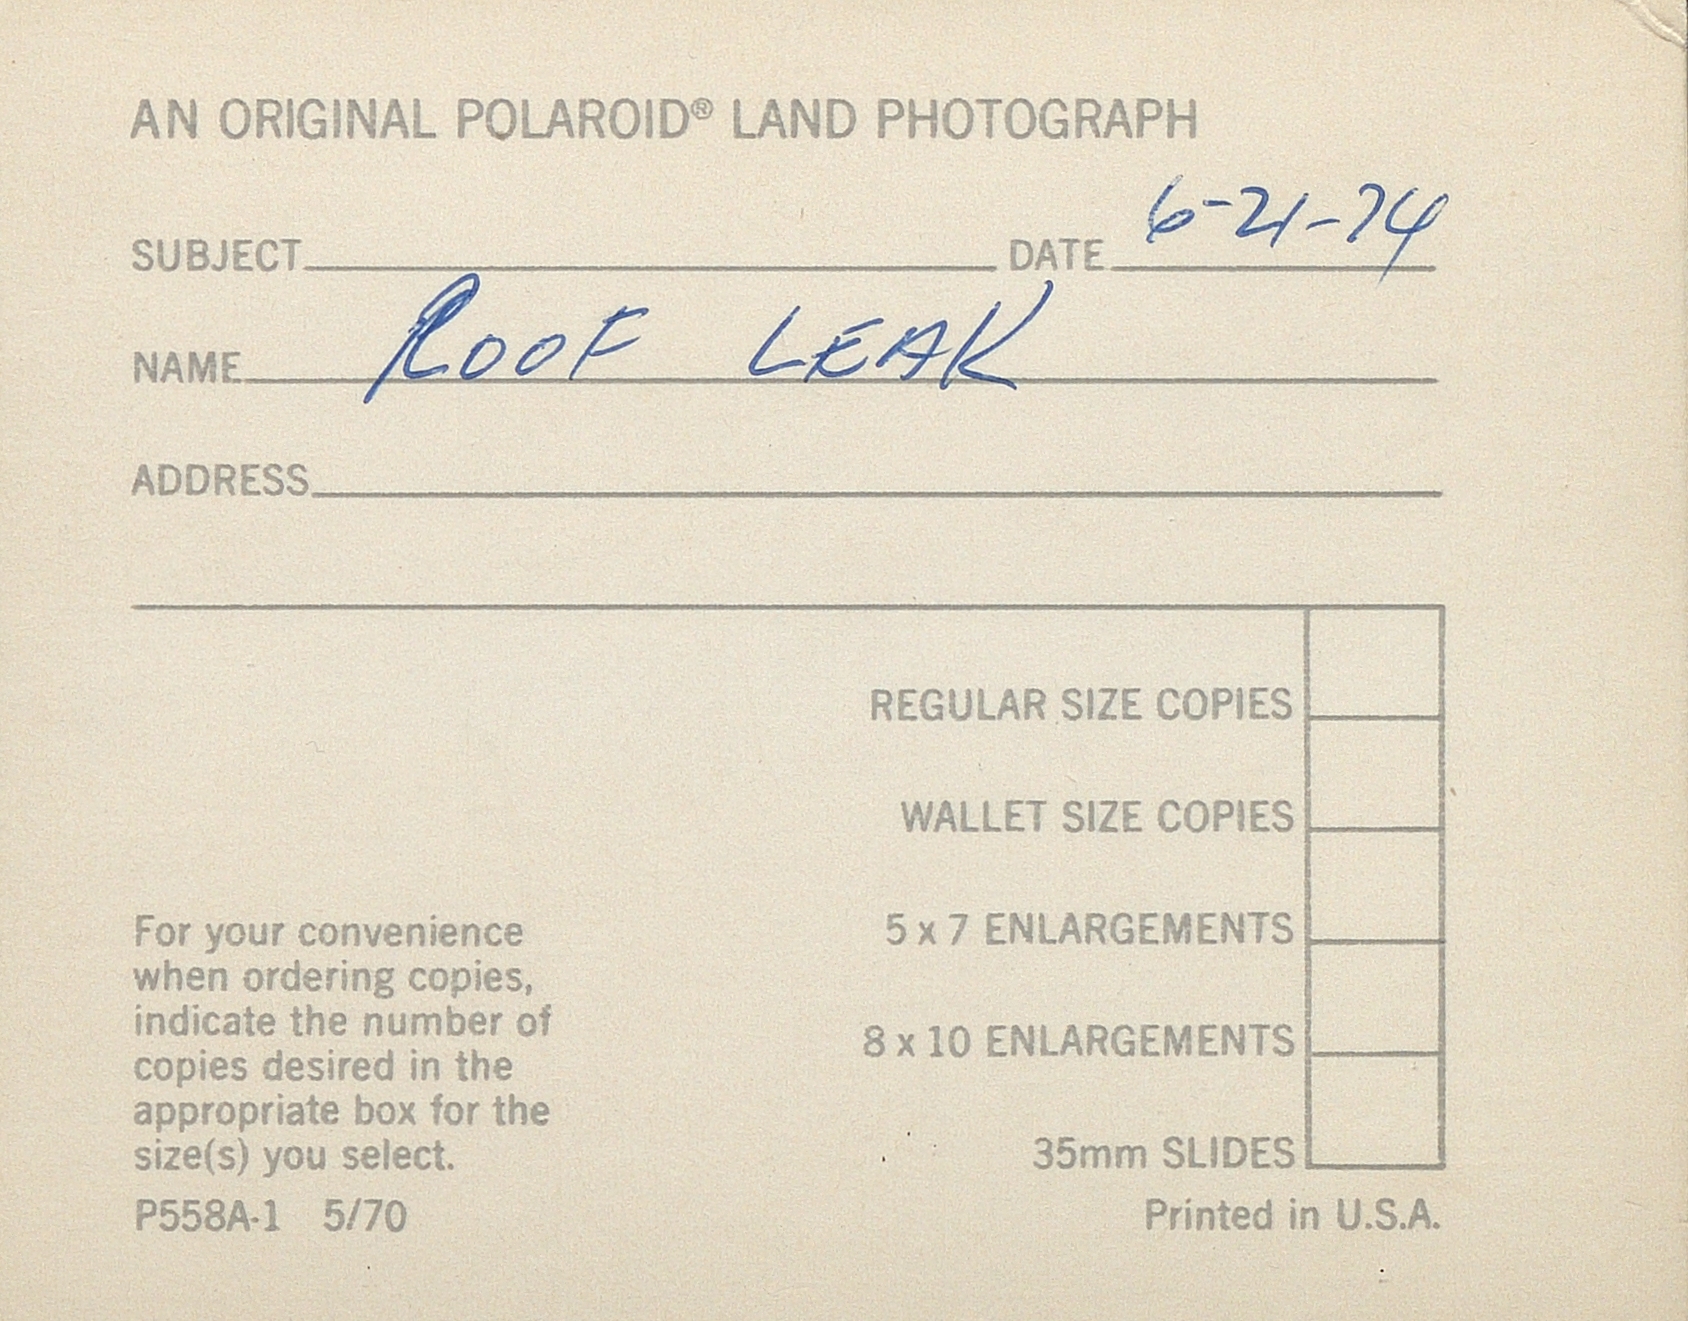 AN ORIGINAL POLAROID® LAND PHOTOGRAPH
SUBJECT DATE 6-21-74
NAME ROOF LEAK
ADDRESS
REGULAR SIZE COPIES
WALLET SIZE COPIES
5 x 7 ENLARGEMENTS
8 x 10 ENLARGEMENTS
35mm SLIDES
For your convenience
when ordering copies,
indicate the number of
copies desired in the
appropriate box for the
size(s) you select.
P558A-1 5/70
Printed in U.S.A.